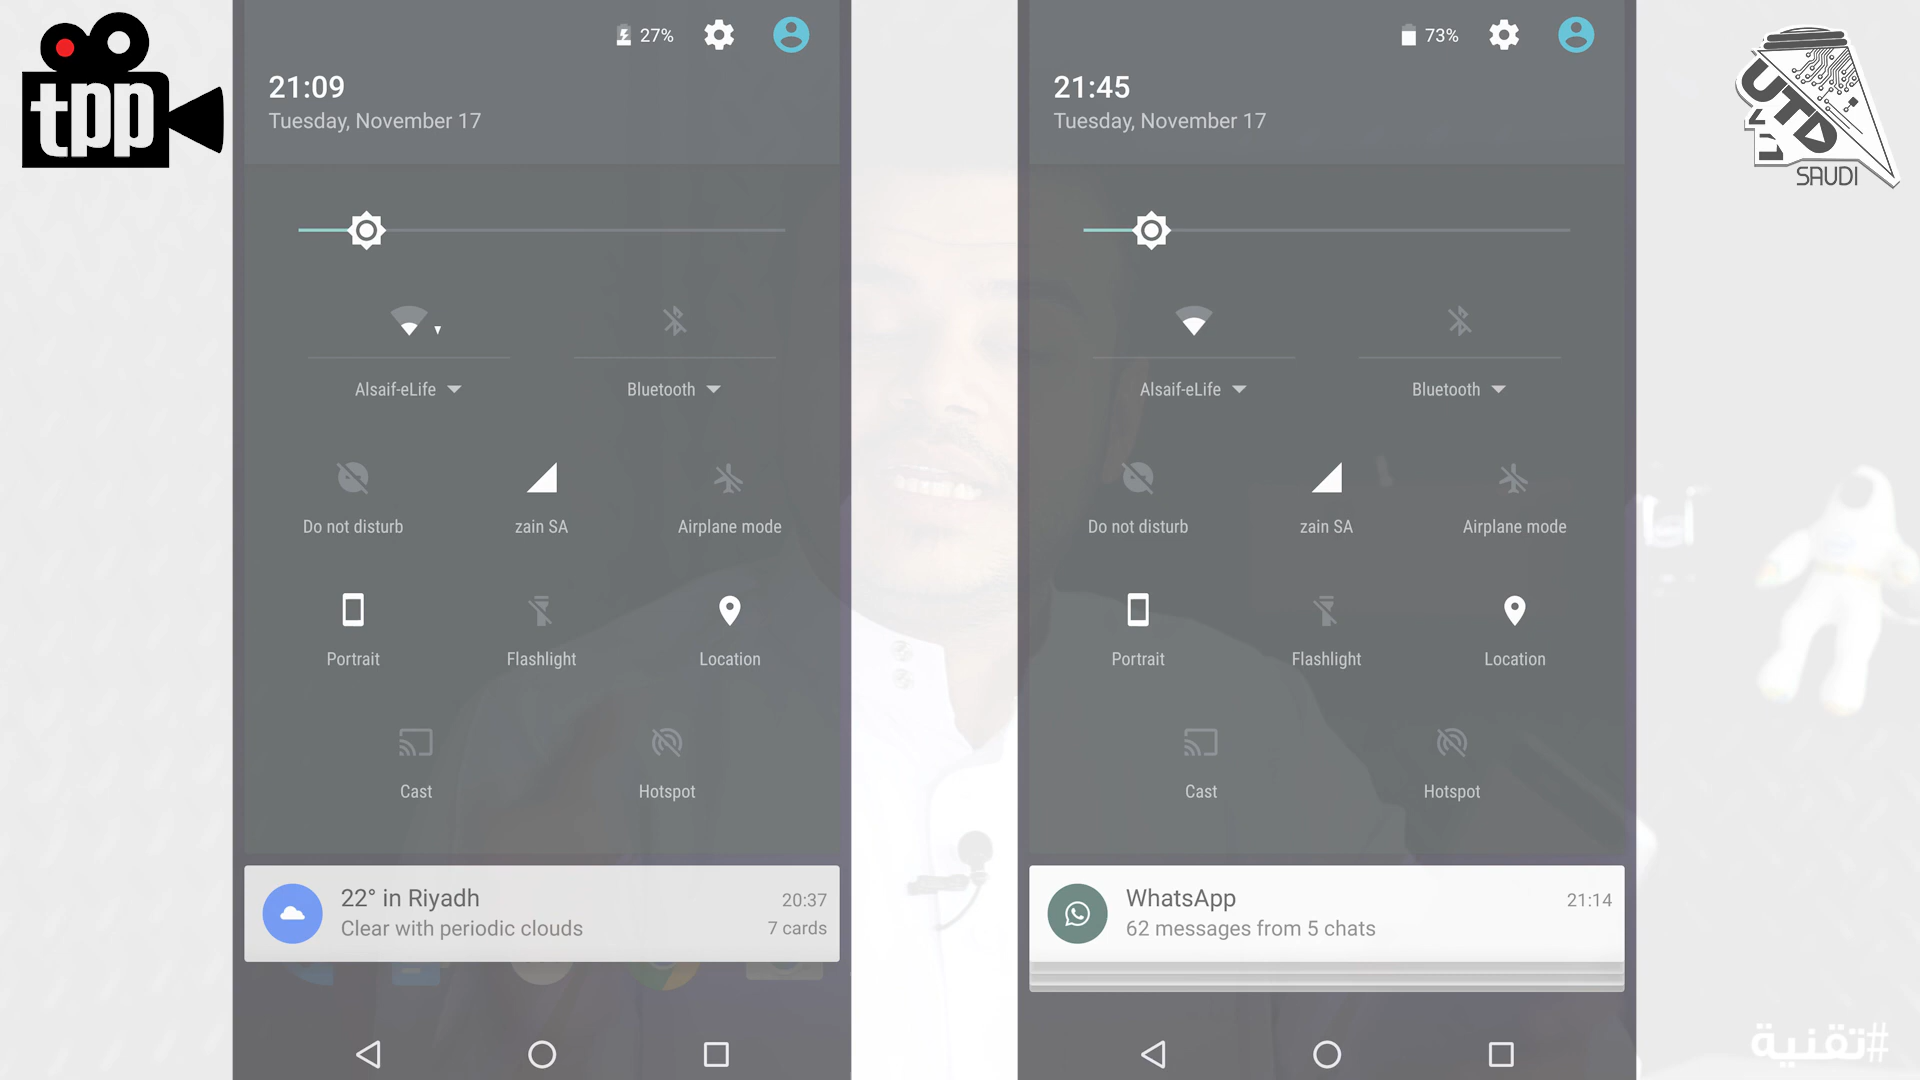 tpp
27%
21:09
Tuesday, November 17
Alsaif-eLife
Bluetooth
Do not disturb
zain SA
Airplane mode
Portrait
Flashlight
Location
Cast
Hotspot
22° in Riyadh
20:37
Clear with periodic clouds
7 cards
73%
21:45
Tuesday, November 17
Alsaif-eLife
Bluetooth
Do not disturb
zain SA
Airplane mode
Portrait
Flashlight
Location
Cast
Hotspot
WhatsApp
21:14
62 messages from 5 chats
UTD
SAUDI
#تقنية